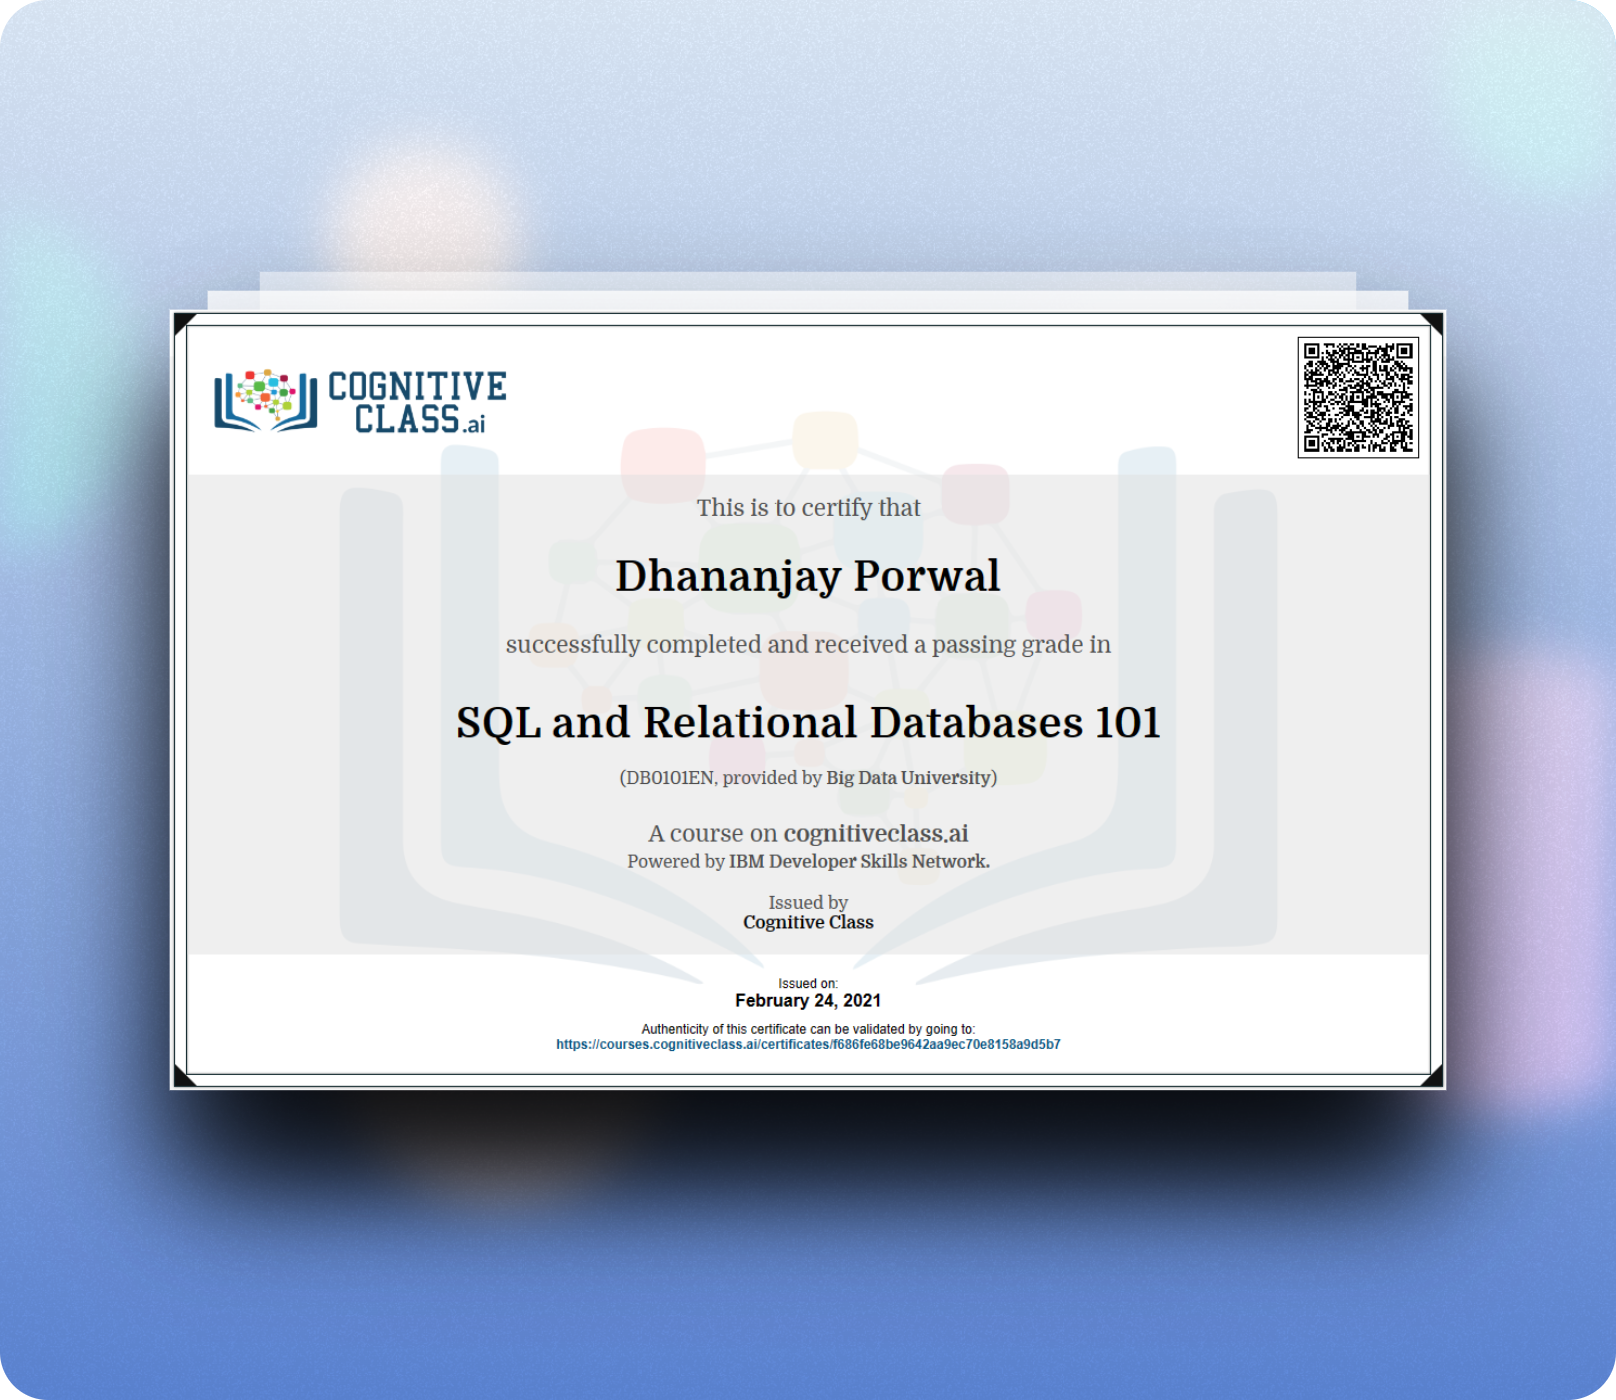 COGNITIVE
CLASS.ai
This is to certify that
Dhananjay Porwal
successfully completed and received a passing grade in
SQL and Relational Databases 101
(DB0101EN, provided by Big Data University)
A course on cognitiveclass.ai
Powered by IBM Developer Skills Network.
Issued by
Cognitive Class
Issued on:
February 24, 2021
Authenticity of this certificate can be validated by going to:
https://courses.cognitiveclass.ai/certificates/f686fe68be9642aa9ec70e8158a9d5b7